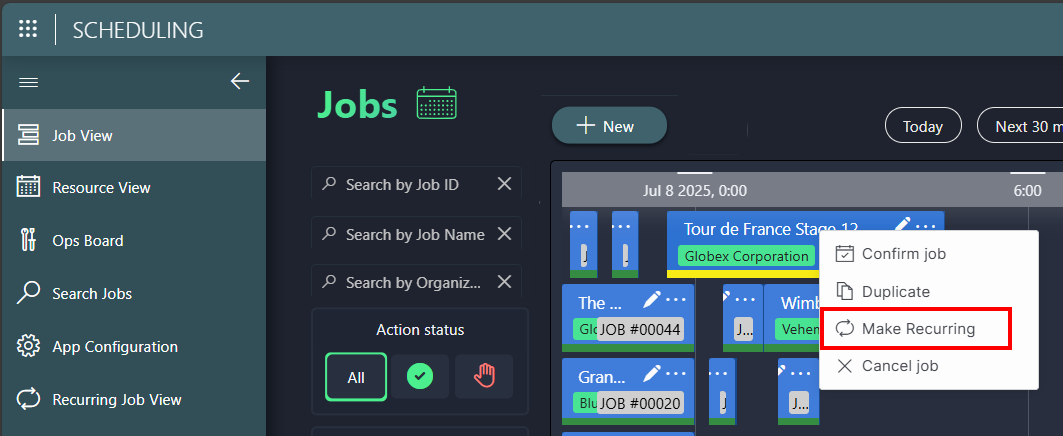 SCHEDULING
Job View
Resource View
Ops Board
Search Jobs
App Configuration
Recurring Job View
Jobs
New
Today
Next 30 m
Search by Job ID
Search by Job Name
Search by Organiz...
Action status
All
Jul 8 2025, 0:00
6:00
Tour de France Stage 12
Globex Corporation
The ...
JOB #00044
J...
Wimb
Vehem
Gran...
JOB #00020
J...
Confirm job
Duplicate
Make Recurring
Cancel job